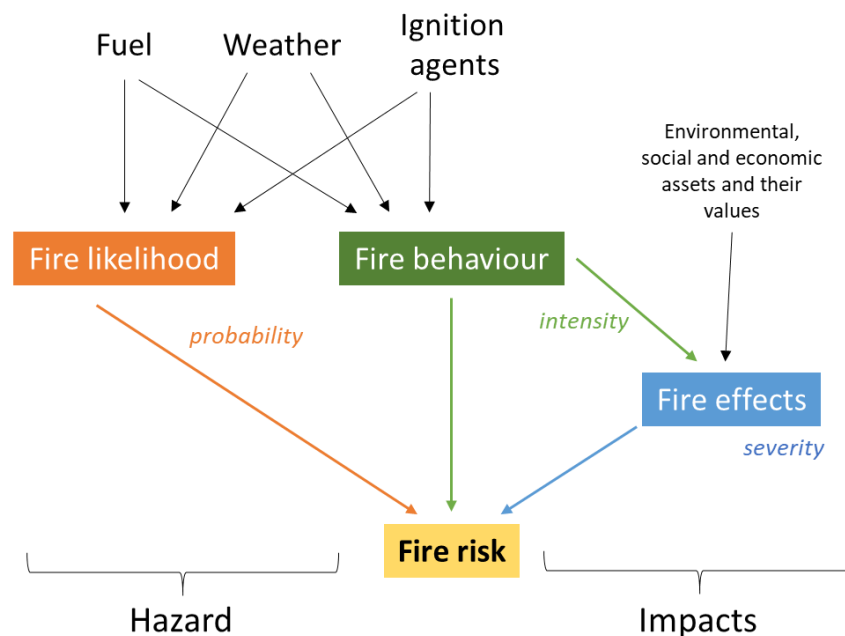 Fuel
Weather
Ignition
agents
Environmental,
social and economic
assets and their
values
Fire likelihood
Fire behaviour
probability
intensity
Fire effects
severity
Fire risk
Hazard
Impacts